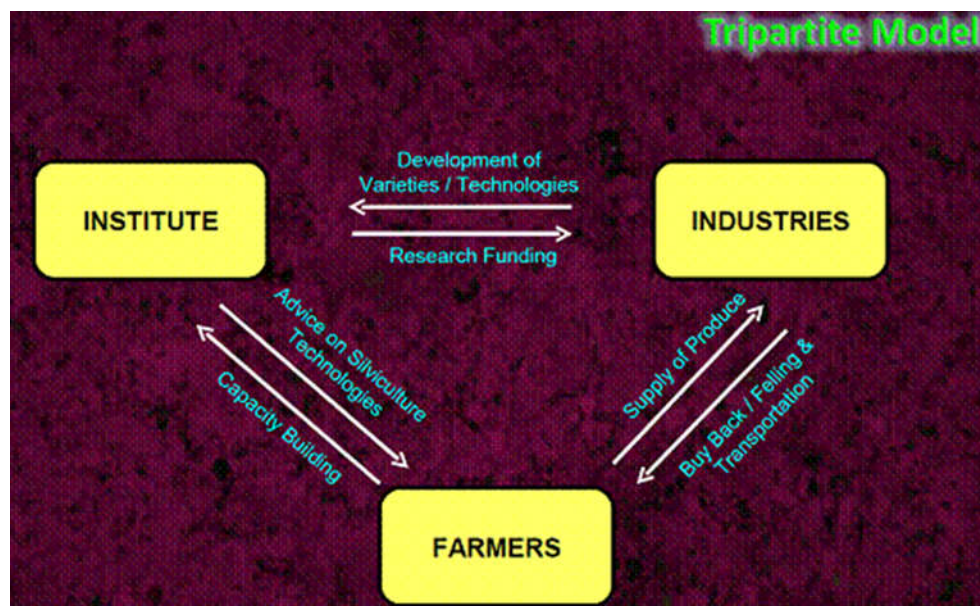 Tripartite Model
Development of
Varieties / Technologies
INSTITUTE
INDUSTRIES
Research Funding
Advice on Silviculture
Technologies
Capacity Building
Supply of Produce
Buy Back / Felling &
Transportation
FARMERS